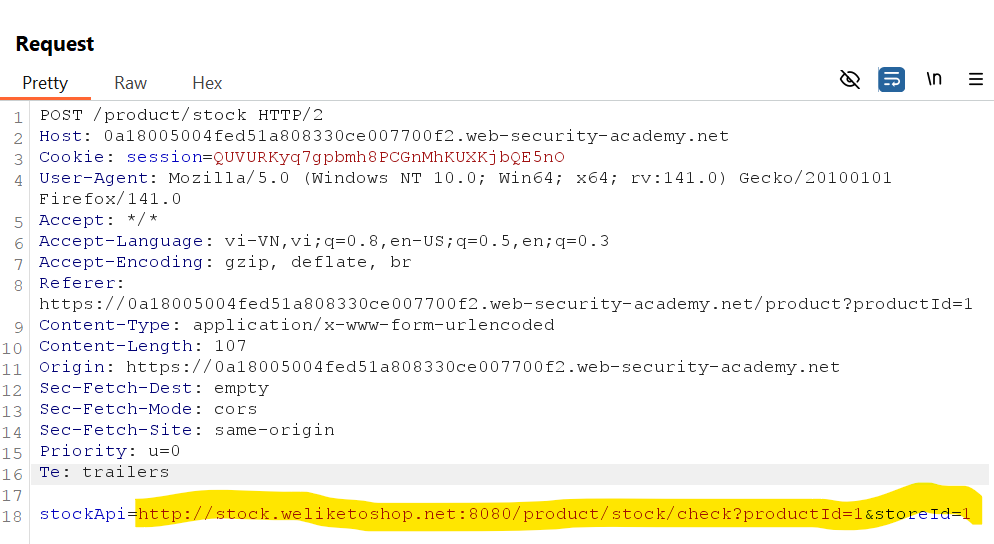 Request
Pretty Raw Hex \n
1 POST /product/stock HTTP/2
2 Host: 0a18005004fed51a808330ce007700f2.web-security-academy.net
3 Cookie: session=QUVURKyq7gpbmh8PCGnMhKUXKjbQE5nO
4 User-Agent: Mozilla/5.0 (Windows NT 10.0; Win64; x64; rv:141.0) Gecko/20100101
Firefox/141.0
5 Accept: */*
6 Accept-Language: vi-VN,vi;q=0.8,en-US;q=0.5,en;q=0.3
7 Accept-Encoding: gzip, deflate, br
8 Referer:
https://0a18005004fed51a808330ce007700f2.web-security-academy.net/product?productId=1
9 Content-Type: application/x-www-form-urlencoded
10 Content-Length: 107
11 Origin: https://0a18005004fed51a808330ce007700f2.web-security-academy.net
12 Sec-Fetch-Dest: empty
13 Sec-Fetch-Mode: cors
14 Sec-Fetch-Site: same-origin
15 Priority: u=0
16 Te: trailers
17
18 stockApi=http://stock.weliketoshop.net:8080/product/stock/check?productId=1&storeId=1